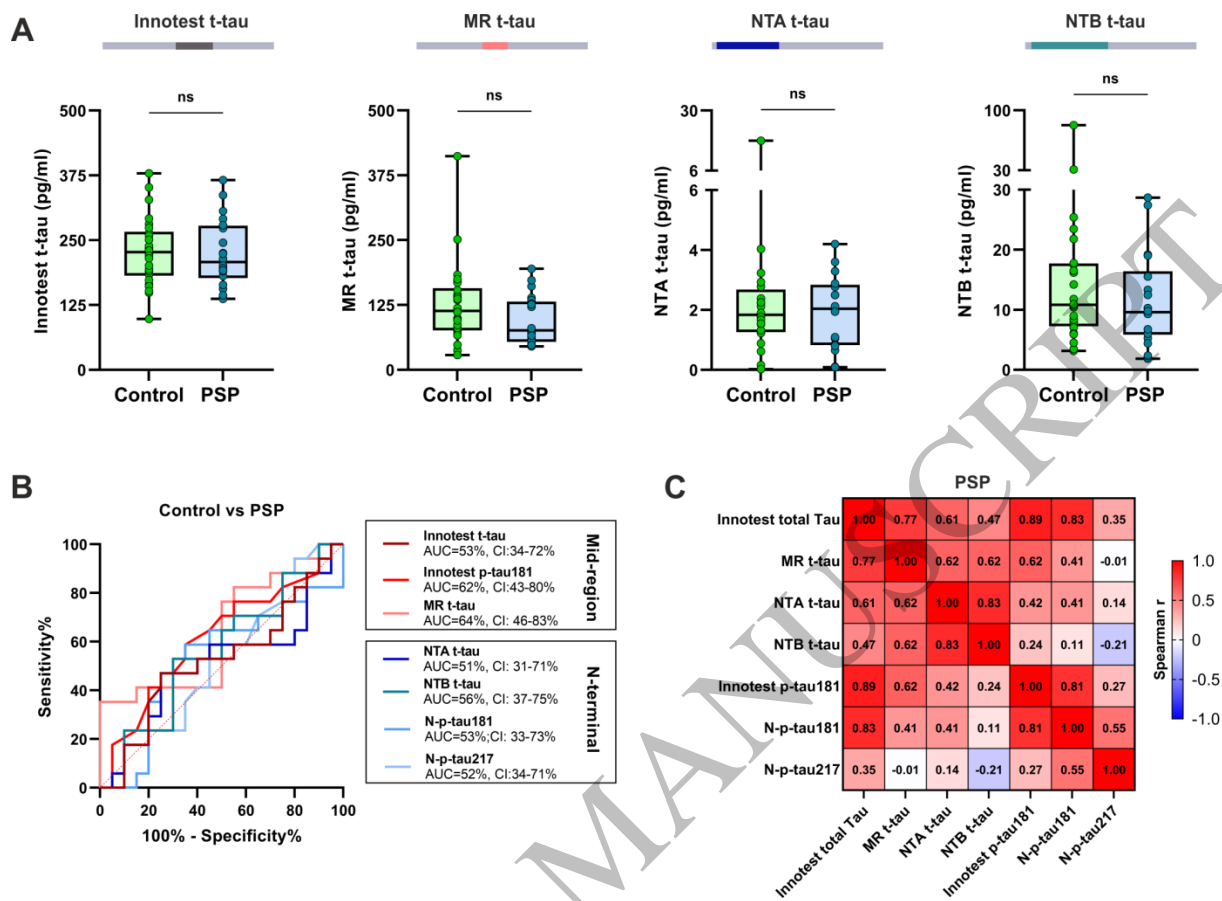 A
Innotest t-tau
MR t-tau
NTA t-tau
NTB t-tau
ns
ns
ns
ns
Innotest t-tau (pg/ml)
500
375
250
125
0
Control PSP
MR t-tau (pg/ml)
500
375
250
125
0
Control PSP
NTA t-tau (pg/ml)
30
6
6
4
2
0
Control PSP
NTB t-tau (pg/ml)
100
30
30
20
10
0
Control PSP
B
Control vs PSP
Sensitivity%
100
80
60
40
20
0
0 20 40 60 80 100
100% - Specificity%
Innotest t-tau
AUC=53%, CI:34-72%
Innotest p-tau181
AUC=62%, CI:43-80%
MR t-tau
AUC=64%, CI: 46-83%
Mid-region
NTA t-tau
AUC=51%, CI: 31-71%
NTB t-tau
AUC=56%, CI: 37-75%
N-p-tau181
AUC=53%;CI: 33-73%
N-p-tau217
AUC=52%, CI:34-71%
N-terminal
C
PSP
Innotest total Tau 1.00 0.77 0.61 0.47 0.89 0.83 0.35
MR t-tau 0.77 1.00 0.62 0.62 0.62 0.41 -0.01
NTA t-tau 0.61 0.62 1.00 0.83 0.42 0.41 0.14
NTB t-tau 0.47 0.62 0.83 1.00 0.24 0.11 -0.21
Innotest p-tau181 0.89 0.62 0.42 0.24 1.00 0.81 0.27
N-p-tau181 0.83 0.41 0.41 0.11 0.81 1.00 0.55
N-p-tau217 0.35 -0.01 0.14 -0.21 0.27 0.55 1.00
Innotest total Tau
MR t-tau
NTA t-tau
NTB t-tau
Innotest p-tau181
N-p-tau181
N-p-tau217
Spearman r
1.0
0.5
0
-0.5
-1.0
MANUSCRIPT